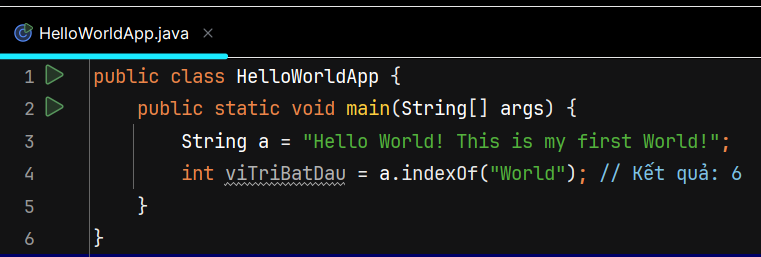 HelloWorldApp.java
1 public class HelloWorldApp {
2     public static void main(String[] args) {
3         String a = "Hello World! This is my first World!";
4         int viTriBatDau = a.indexOf("World"); // Kết quả: 6
5     }
6 }